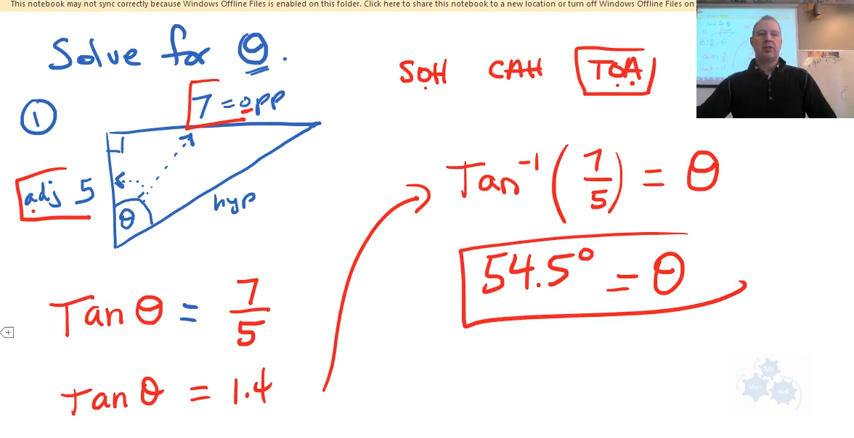 This notebook may not sync correctly because Windows Offline Files is enabled on this folder. Click here to share this notebook to a new location or turn off Windows Offline Files on
Solve for θ.
SOH CAH TOA
①
7 = opp
adj 5
θ
hyp
Tan⁻¹ (7/5) = θ
54.5° = θ
Tan θ = 7/5
Tan θ = 1.4